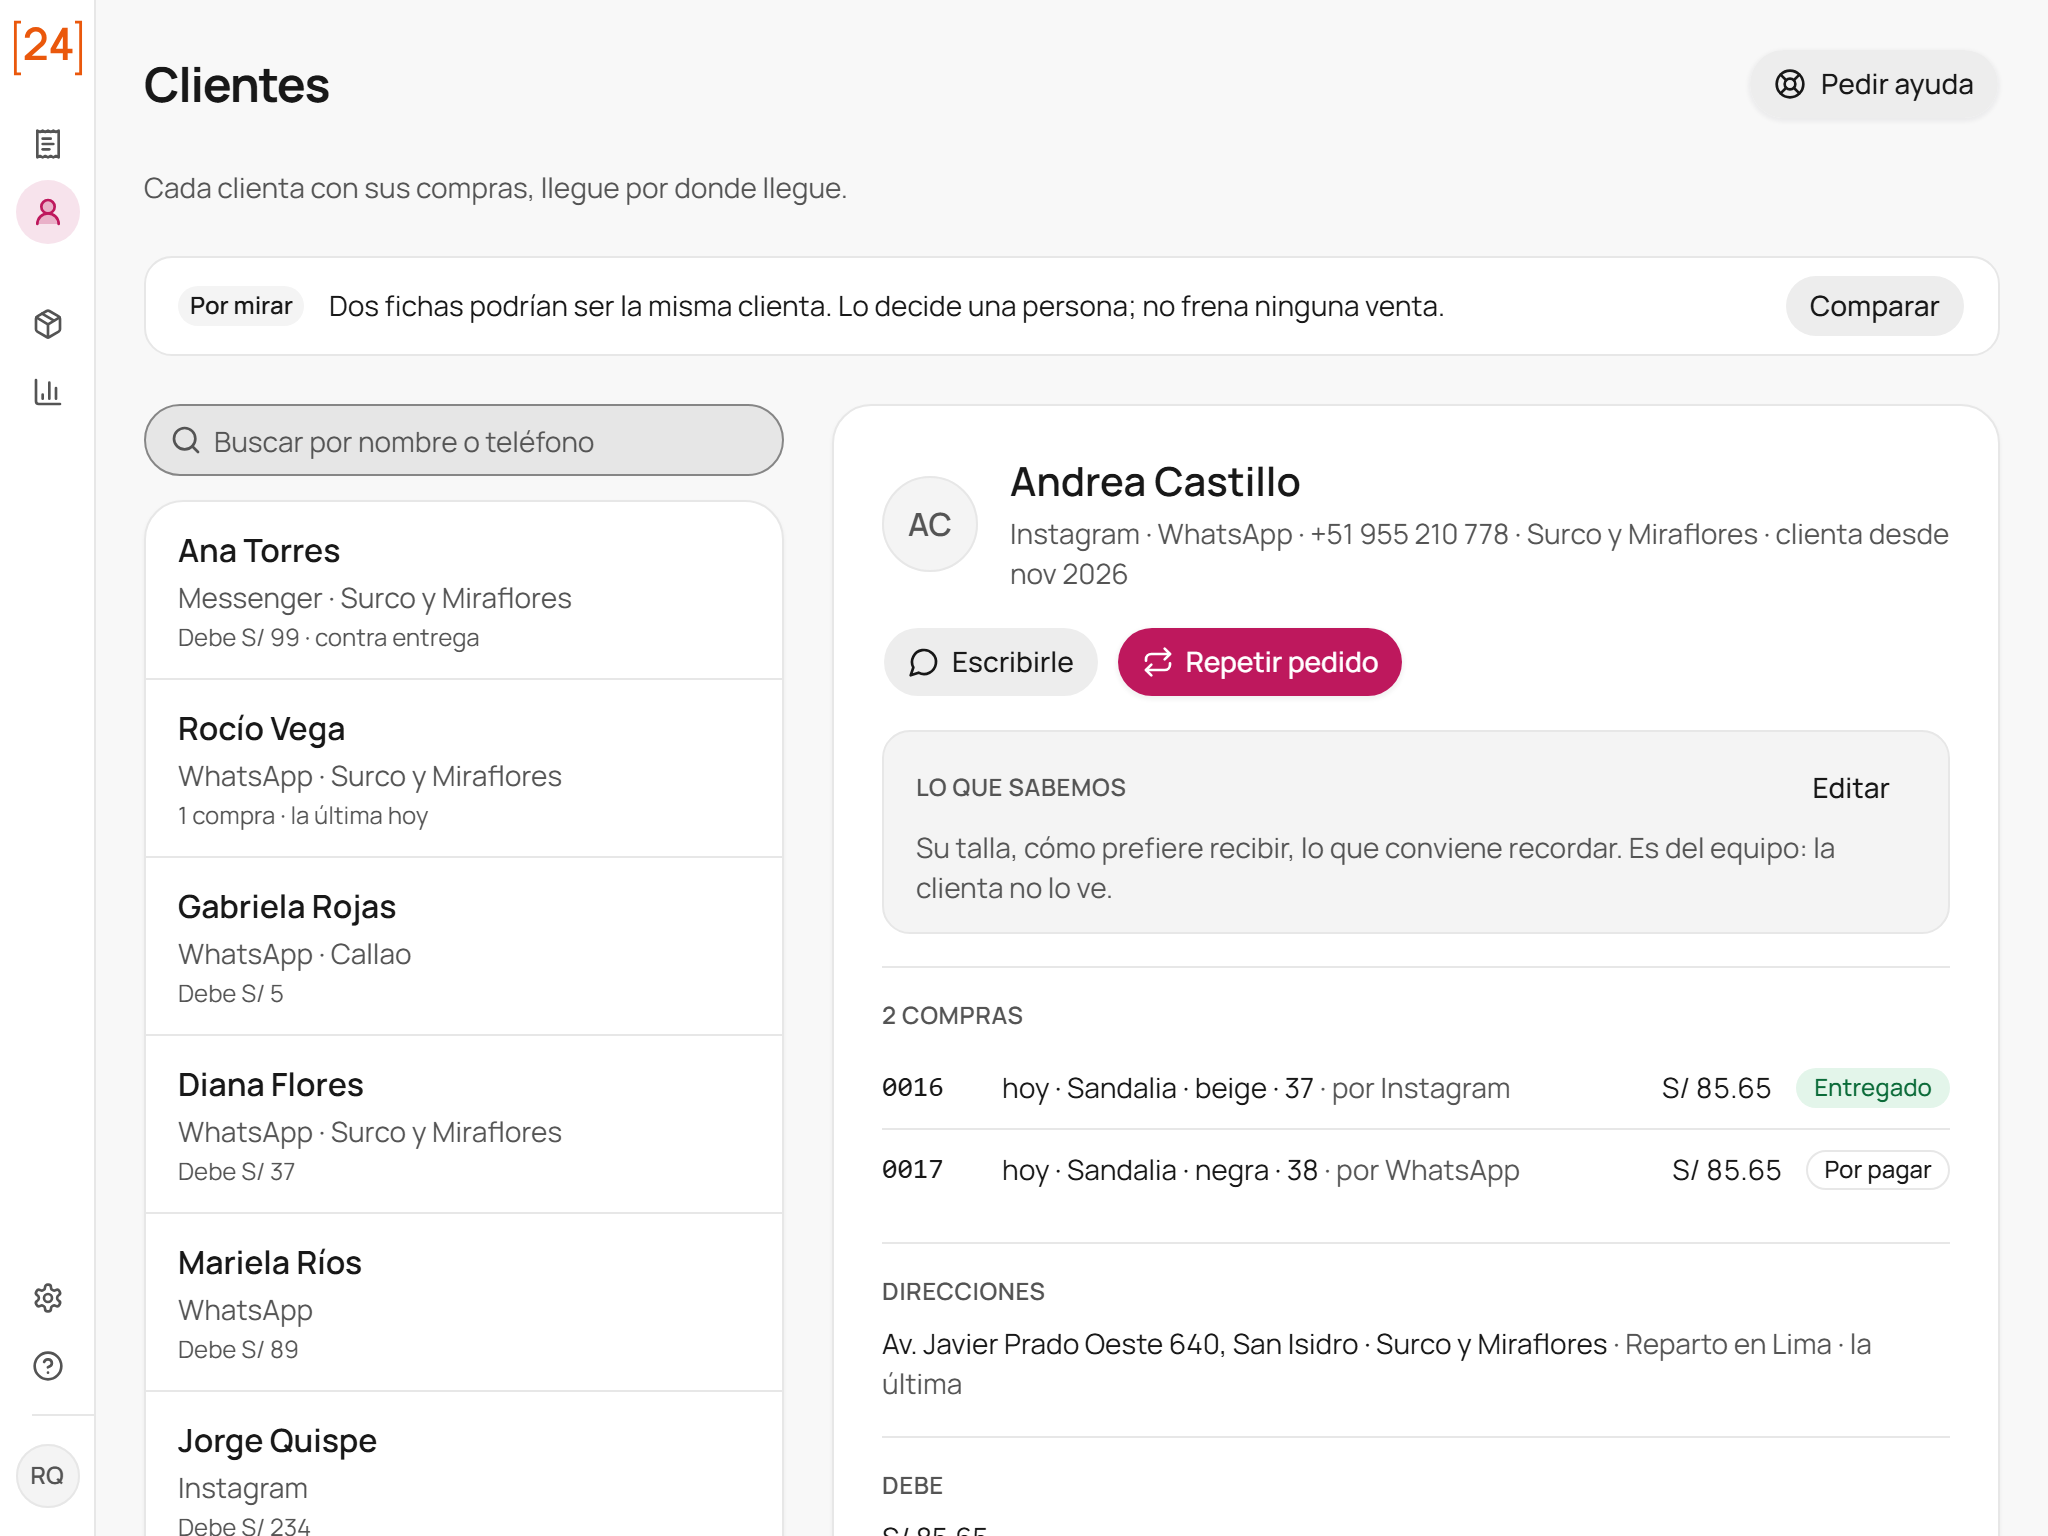 [24]
Clientes
Pedir ayuda
Cada clienta con sus compras, llegue por donde llegue.
Por mirar
Dos fichas podrían ser la misma clienta. Lo decide una persona; no frena ninguna venta.
Comparar
Buscar por nombre o teléfono
Ana Torres
Messenger · Surco y Miraflores
Debe S/ 99 · contra entrega
Rocío Vega
WhatsApp · Surco y Miraflores
1 compra · la última hoy
Gabriela Rojas
WhatsApp · Callao
Debe S/ 5
Diana Flores
WhatsApp · Surco y Miraflores
Debe S/ 37
Mariela Ríos
WhatsApp
Debe S/ 89
Jorge Quispe
Instagram
Debe S/ 234
RQ
AC
Andrea Castillo
Instagram · WhatsApp · +51 955 210 778 · Surco y Miraflores · clienta desde
nov 2026
Escribirle
Repetir pedido
LO QUE SABEMOS
Editar
Su talla, cómo prefiere recibir, lo que conviene recordar. Es del equipo: la
clienta no lo ve.
2 COMPRAS
0016 hoy · Sandalia · beige · 37 · por Instagram S/ 85.65 Entregado
0017 hoy · Sandalia · negra · 38 · por WhatsApp S/ 85.65 Por pagar
DIRECCIONES
Av. Javier Prado Oeste 640, San Isidro · Surco y Miraflores · Reparto en Lima · la
última
DEBE
S/ 85.65